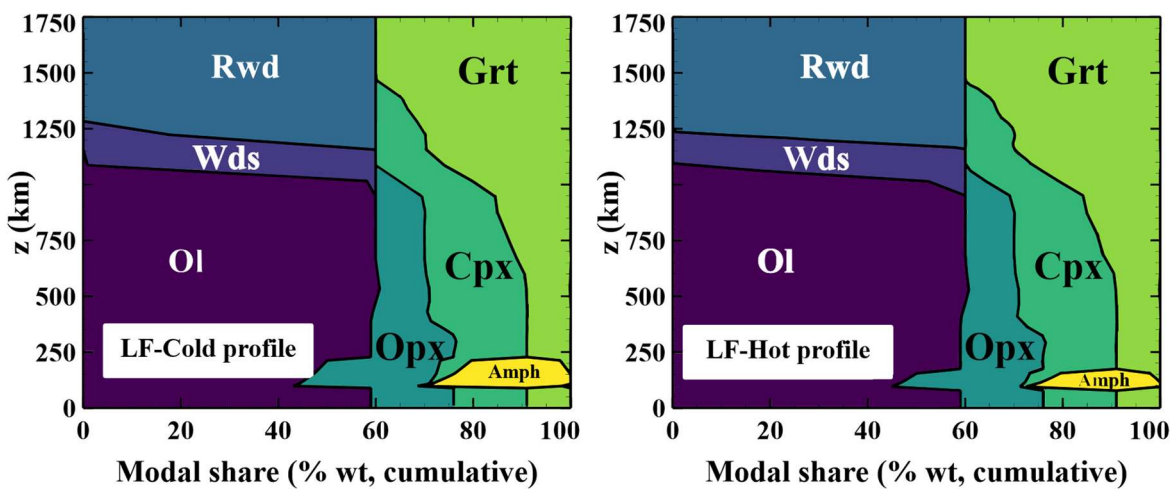 1750
1500
1250
750
500
250
0
z (km)
Rwd
Grt
Wds
Ol
Cpx
LF-Cold profile
Opx
Amph
0
20
40
60
80
100
Modal share (% wt, cumulative)
1750
1500
1250
750
500
250
0
z (km)
Rwd
Grt
Wds
Ol
Cpx
LF-Hot profile
Opx
Amph
0
20
40
60
80
100
Modal share (% wt, cumulative)